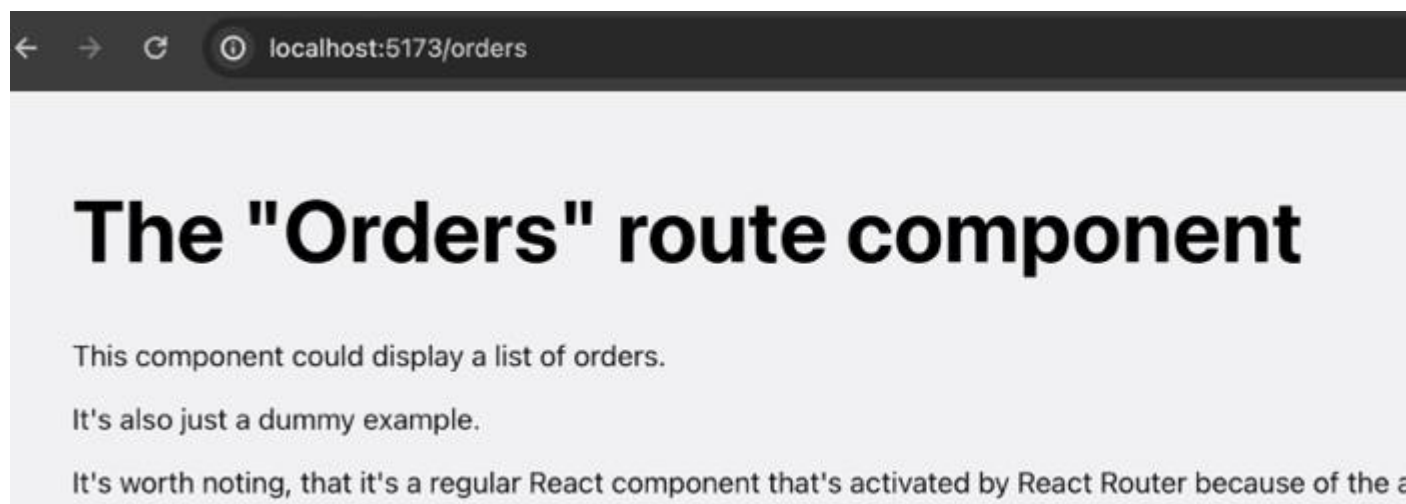 localhost:5173/orders
The "Orders" route component
This component could display a list of orders.
It's also just a dummy example.
It's worth noting, that it's a regular React component that's activated by React Router because of the